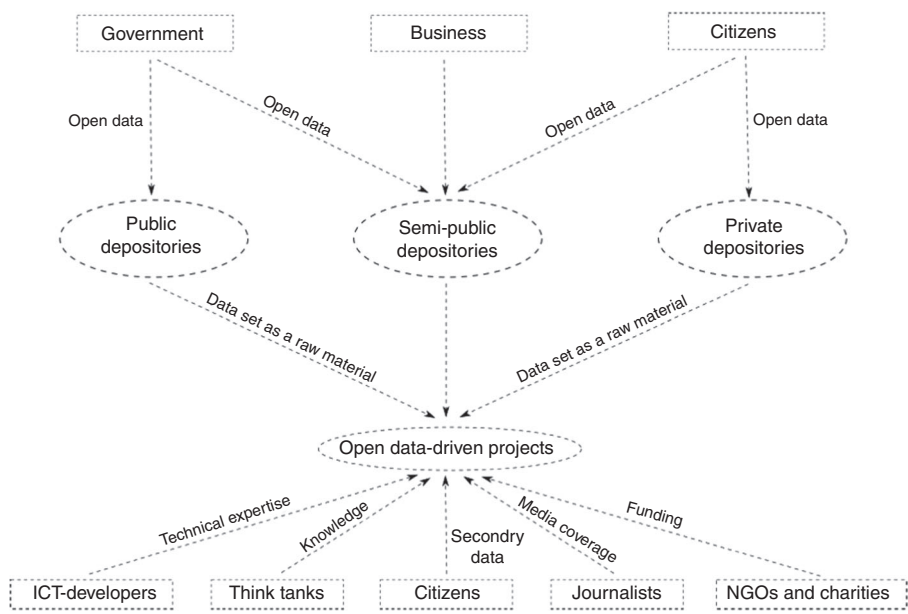 Government
Business
Citizens
Open data
Open data
Open data
Open data
Public
depositories
Semi-public
depositories
Private
depositories
Data set as a raw material
Data set as a raw material
Open data-driven projects
Technical expertise
Knowledge
Secondry
data
Media coverage
Funding
ICT-developers
Think tanks
Citizens
Journalists
NGOs and charities